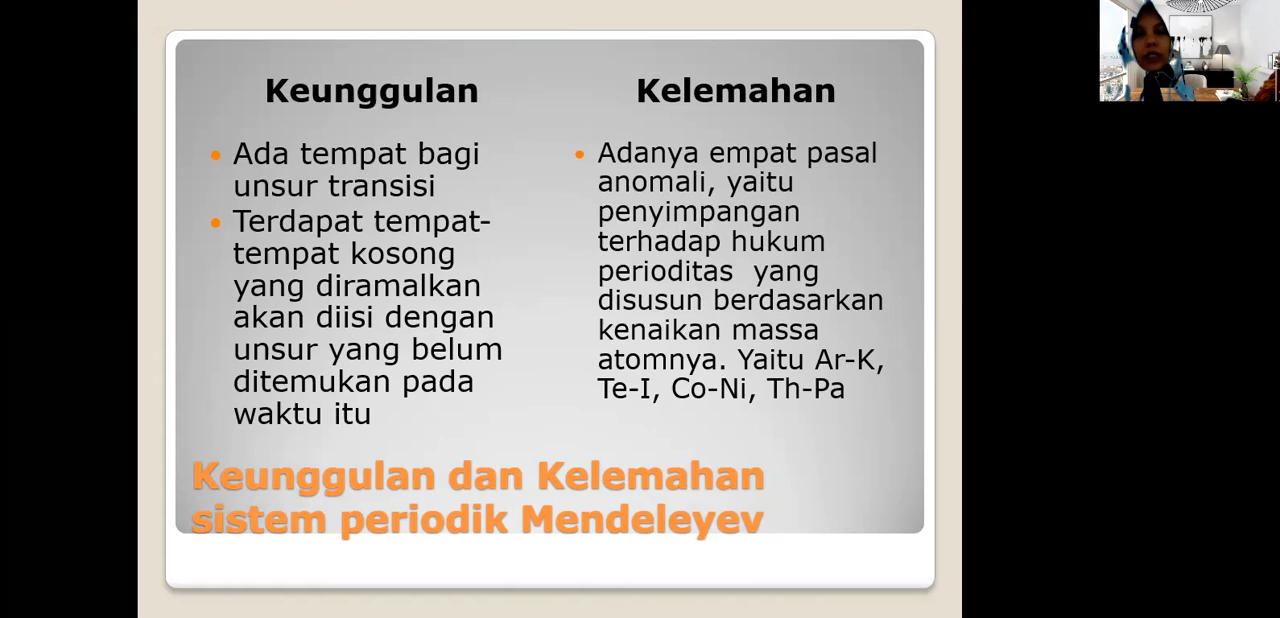 Keunggulan
• Ada tempat bagi
unsur transisi
• Terdapat tempat-
tempat kosong
yang diramalkan
akan diisi dengan
unsur yang belum
ditemukan pada
waktu itu
Kelemahan
• Adanya empat pasal
anomali, yaitu
penyimpangan
terhadap hukum
perioditas yang
disusun berdasarkan
kenaikan massa
atomnya. Yaitu Ar-K,
Te-I, Co-Ni, Th-Pa
Keunggulan dan Kelemahan
sistem periodik Mendeleyev